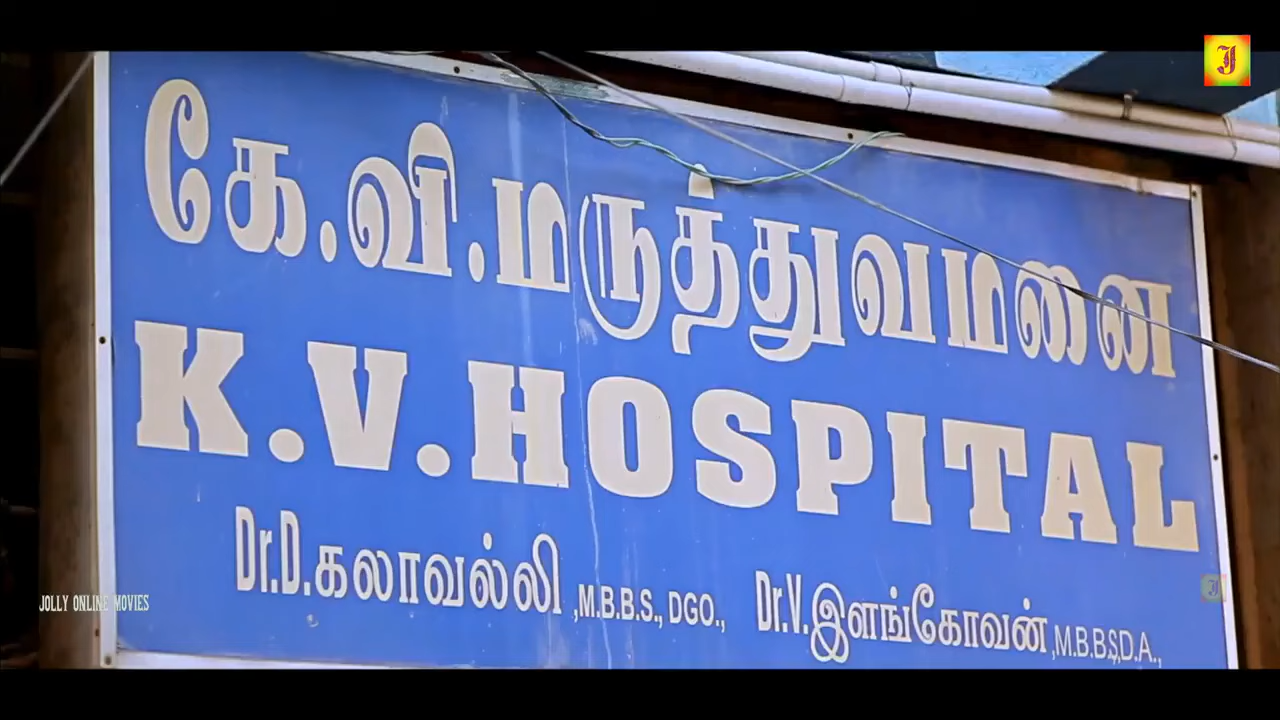 J
கே.வி.மருத்துவமனை
K.V.HOSPITAL
Dr.D.கலாவல்லி ,M.B.B.S., DGO., Dr.V.இளங்கோவன் ,M.B.B.S,D.A.,
JOLLY ONLINE MOVIES